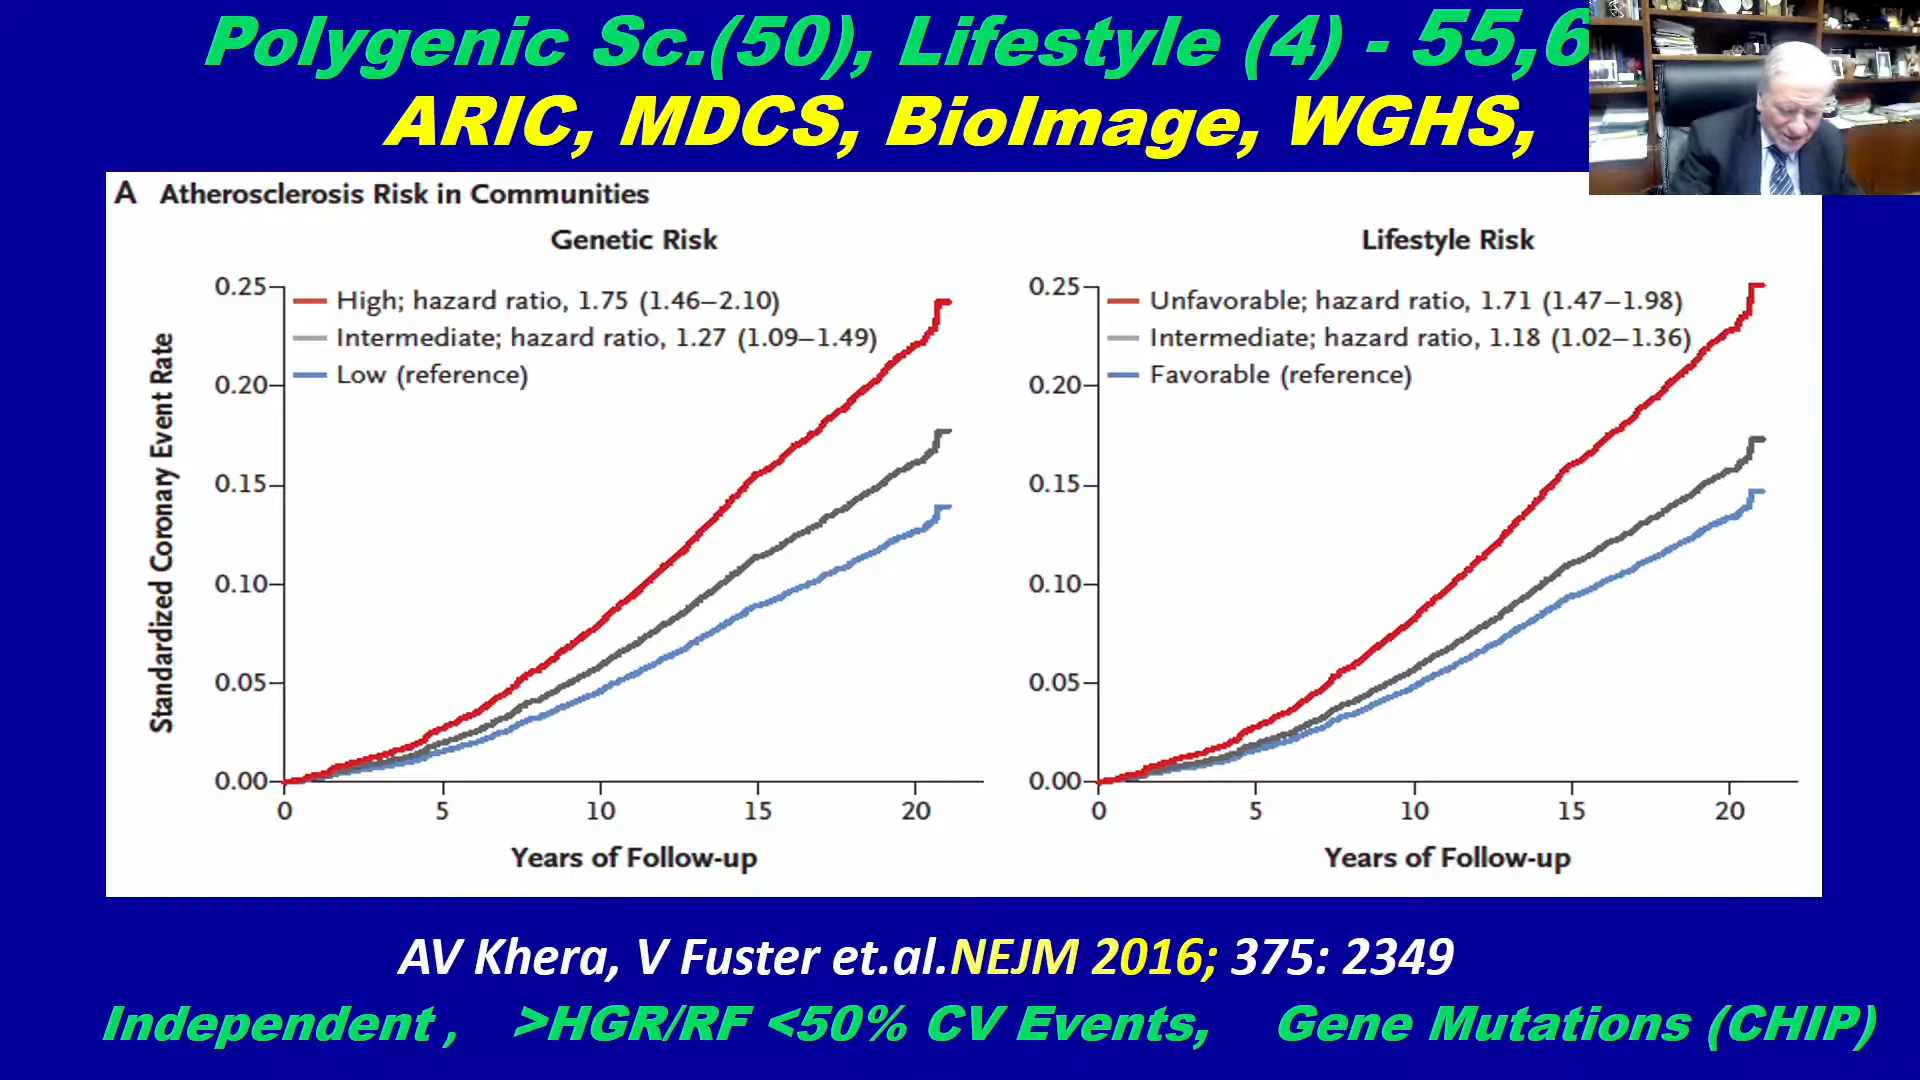 Polygenic Sc.(50), Lifestyle (4) - 55,6
ARIC, MDCS, BioImage, WGHS,
A Atherosclerosis Risk in Communities
Genetic Risk
High; hazard ratio, 1.75 (1.46–2.10)
Intermediate; hazard ratio, 1.27 (1.09–1.49)
Low (reference)
Standardized Coronary Event Rate
0.25
0.20
0.15
0.10
0.05
0.00
0 5 10 15 20
Years of Follow-up
Lifestyle Risk
Unfavorable; hazard ratio, 1.71 (1.47–1.98)
Intermediate; hazard ratio, 1.18 (1.02–1.36)
Favorable (reference)
0.25
0.20
0.15
0.10
0.05
0.00
0 5 10 15 20
Years of Follow-up
AV Khera, V Fuster et.al.NEJM 2016; 375: 2349
Independent , >HGR/RF <50% CV Events, Gene Mutations (CHIP)